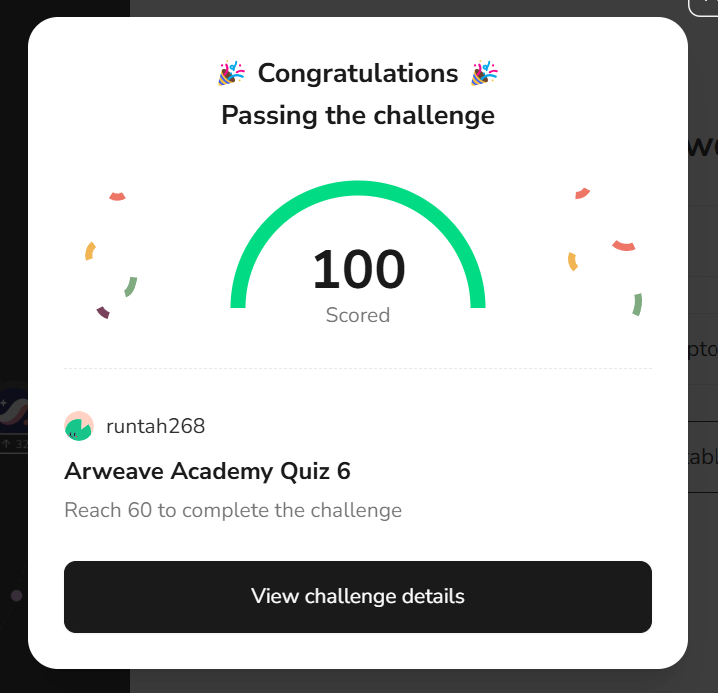 🎉 Congratulations 🎉
Passing the challenge
100
Scored
runtah268
Arweave Academy Quiz 6
Reach 60 to complete the challenge
View challenge details
↑ 32